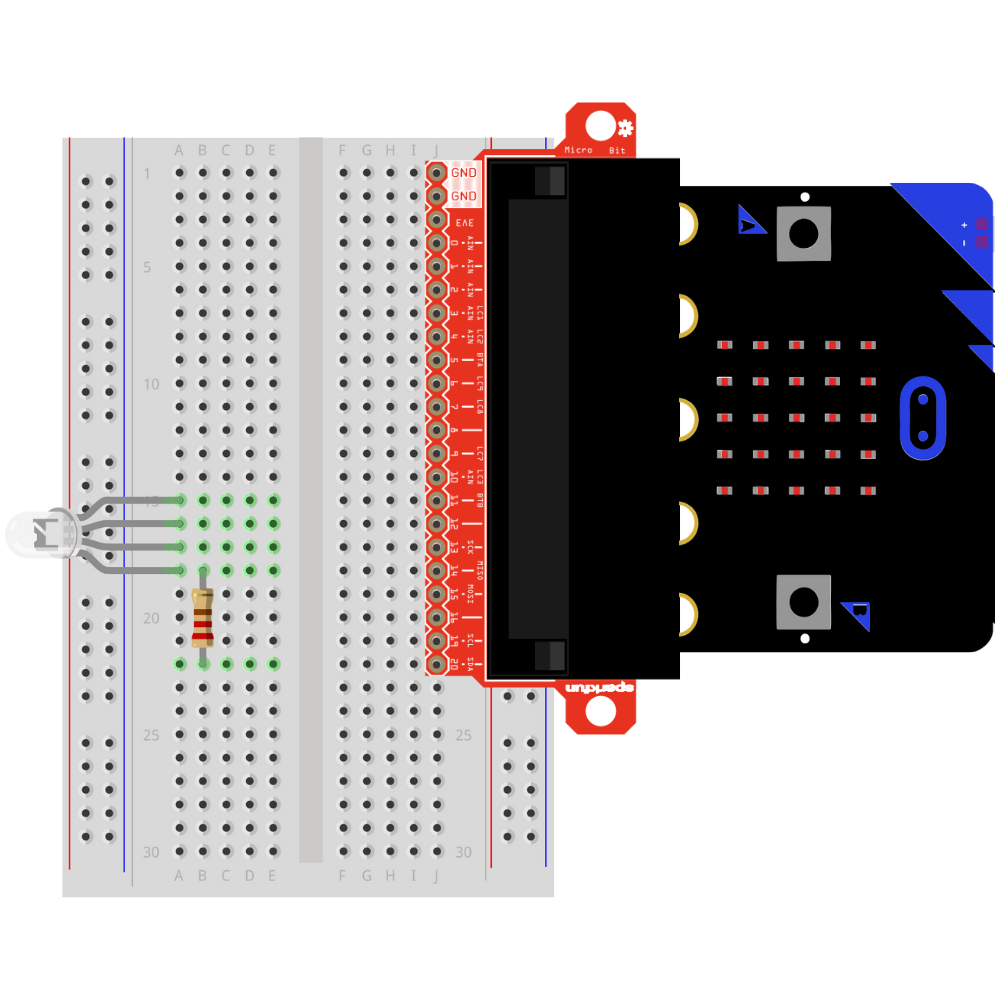 Micro Bit
A B C D E F G H I J
1
5
10
15
20
25
30
25
30
A B C D E F G H I J
GND
GND
3V3
0 AIN
1 AIN
2 AIN
3 AIN LC1
4 AIN LC2
5 BTA
6 LC9
7 LC8
8
9 LC7
10 AIN LC3
11 BTB
12
13 SCK
14 MISO
15 MOSI
16
19 SCL
20 SDA
sparkfun
A
B
+
-